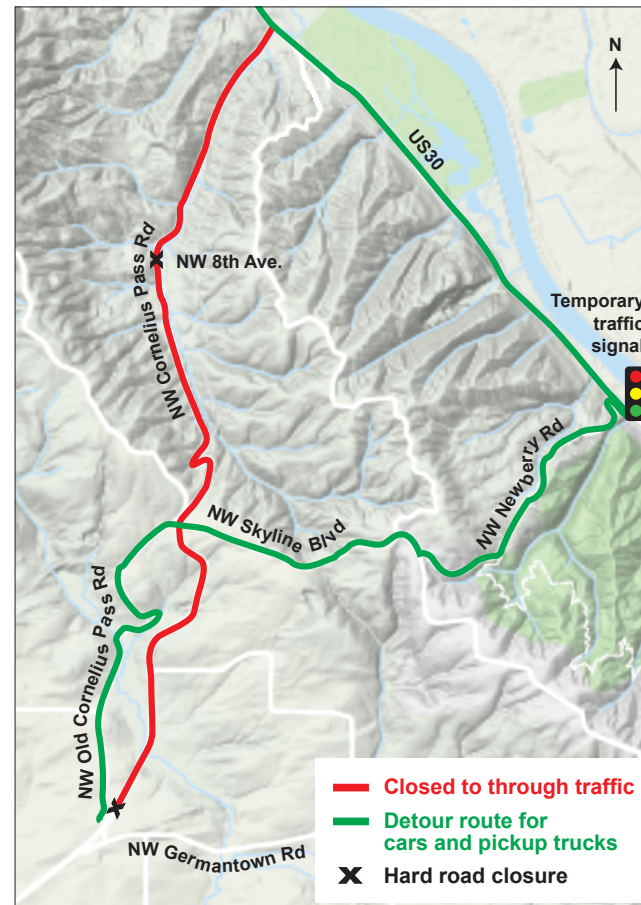 N
US30
NW Cornelius Pass Rd
NW 8th Ave.
Temporary
traffic
signal
NW Newberry Rd
NW Skyline Blvd
NW Old Cornelius Pass Rd
NW Germantown Rd
Closed to through traffic
Detour route for
cars and pickup trucks
Hard road closure